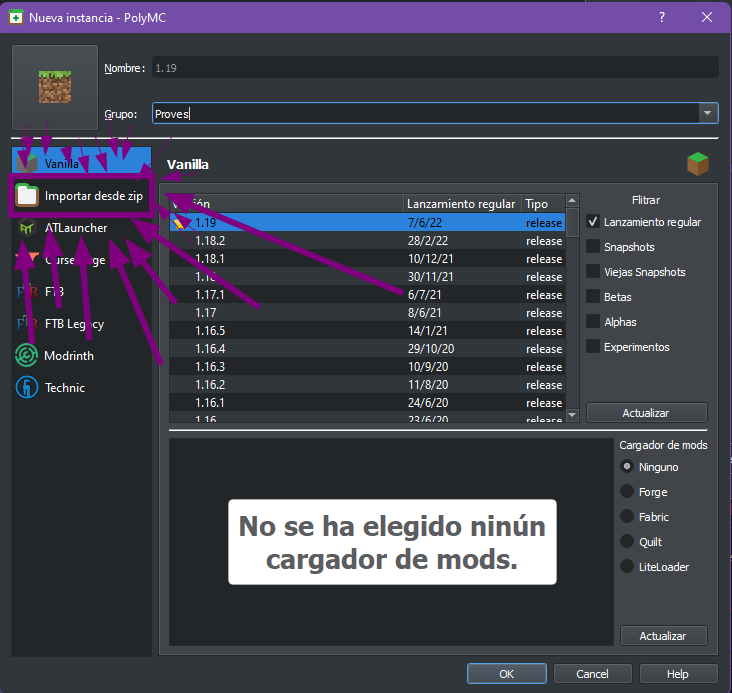 Nueva instancia - PolyMC
Nombre: 1.19
Grupo: Proves
Vanilla
Importar desde zip
ATLauncher
FTB Legacy
Modrinth
Technic
Vanilla
Lanzamiento regular Tipo
1.19 7/6/22 release
1.18.2 28/2/22 release
1.18.1 10/12/21 release
30/11/21 release
1.17.1 6/7/21 release
1.17 8/6/21 release
1.16.5 14/1/21 release
1.16.4 29/10/20 release
1.16.3 10/9/20 release
1.16.2 11/8/20 release
1.16.1 24/6/20 release
1.16 23/6/20 release
Flitrar
Lanzamiento regular
Snapshots
Viejas Snapshots
Betas
Alphas
Experimentos
Actualizar
No se ha elegido ninún
cargador de mods.
Cargador de mods
Ninguno
Forge
Fabric
Quilt
LiteLoader
Actualizar
OK Cancel Help